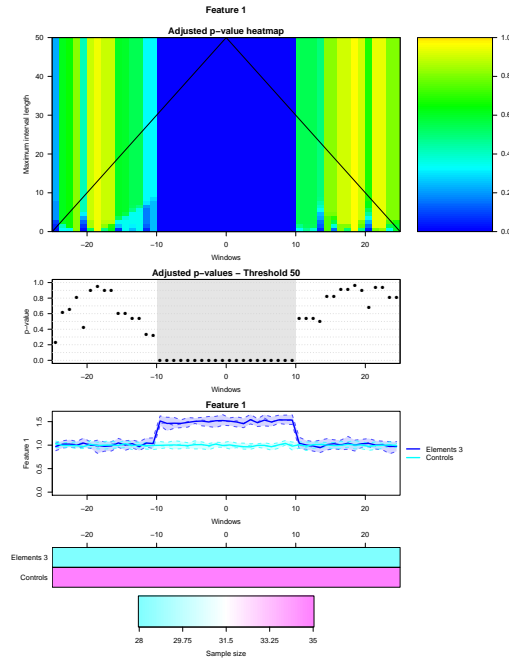 Feature 1
Adjusted p−value heatmap
Maximum interval length
50
40
30
20
10
0
1.0
0.8
0.6
0.4
0.2
0.0
−20 −10 0 10 20
Windows
Adjusted p−values − Threshold 50
p−value
1.0
0.8
0.6
0.4
0.2
0.0
−20 −10 0 10 20
Windows
Feature 1
Feature 1
1.5
1.0
0.5
0.0
Elements 3
Controls
−20 −10 0 10 20
Windows
−20 −10 0 10 20
Elements 3
Controls
28 29.75 31.5 33.25 35
Sample size